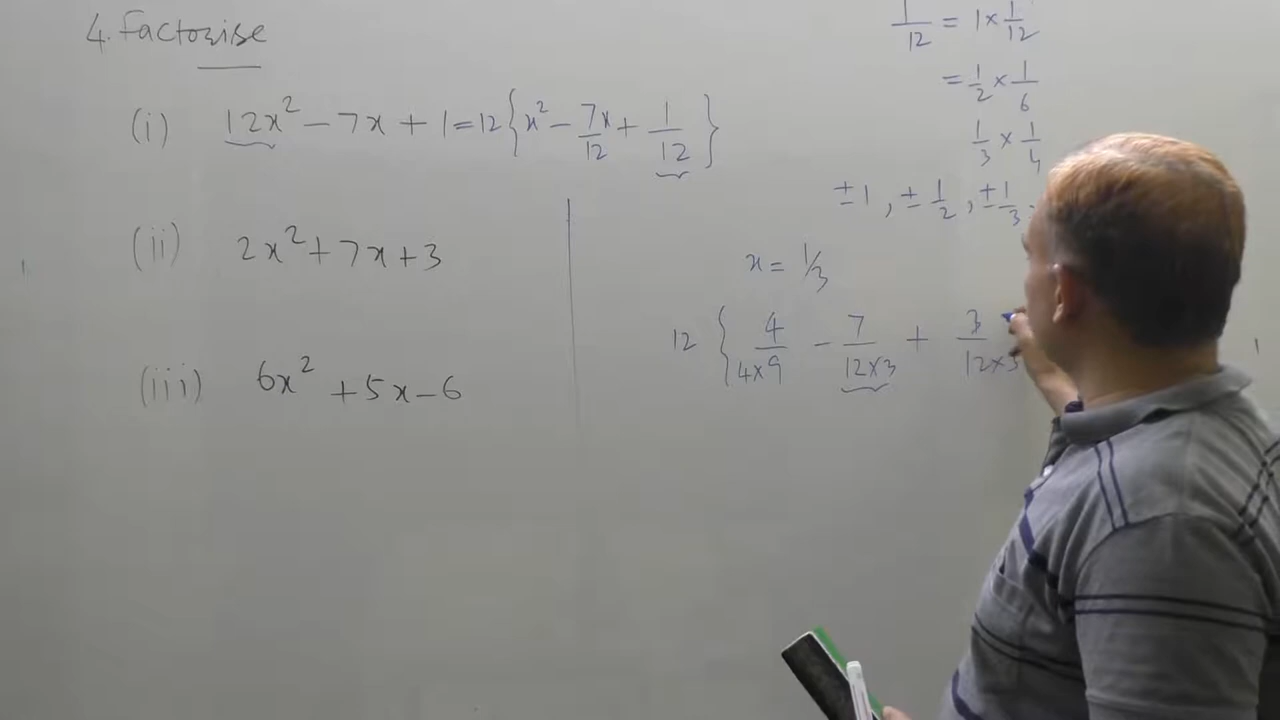 4. Factorise
(i) 12x² - 7x + 1 = 12 { x² - 7x/12 + 1/12 }
(ii) 2x² + 7x + 3
(iii) 6x² + 5x - 6
1/12 = 1 × 1/12
= 1/2 × 1/6
1/3 × 1/4
±1, ±1/2, ±1/3
x = 1/3
12 { 4/4×9 - 7/12×3 + 3/12×3